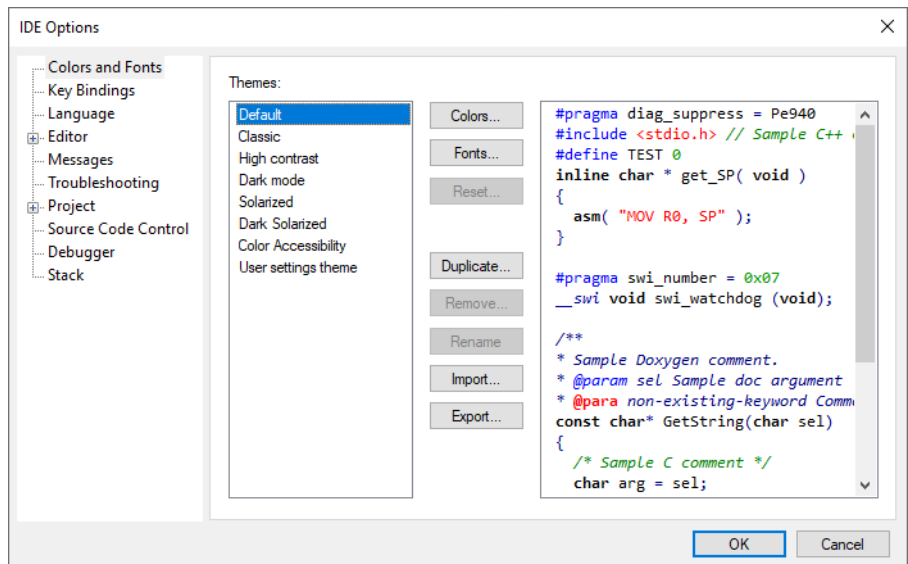 IDE Options
Colors and Fonts
Key Bindings
Language
Editor
Messages
Troubleshooting
Project
Source Code Control
Debugger
Stack
Themes:
Default
Classic
High contrast
Dark mode
Solarized
Dark Solarized
Color Accessibility
User settings theme
Colors...
Fonts...
Reset...
Duplicate...
Remove...
Rename
Import...
Export...
#pragma diag_suppress = Pe940
#include <stdio.h> // Sample C++
#define TEST 0
inline char * get_SP( void )
{
asm( "MOV R0, SP" );
}
#pragma swi_number = 0x07
__swi void swi_watchdog (void);
/**
* Sample Doxygen comment.
* @param sel Sample doc argument
* @para non-existing-keyword Comm
const char* GetString(char sel)
{
/* Sample C comment */
char arg = sel;
OK
Cancel